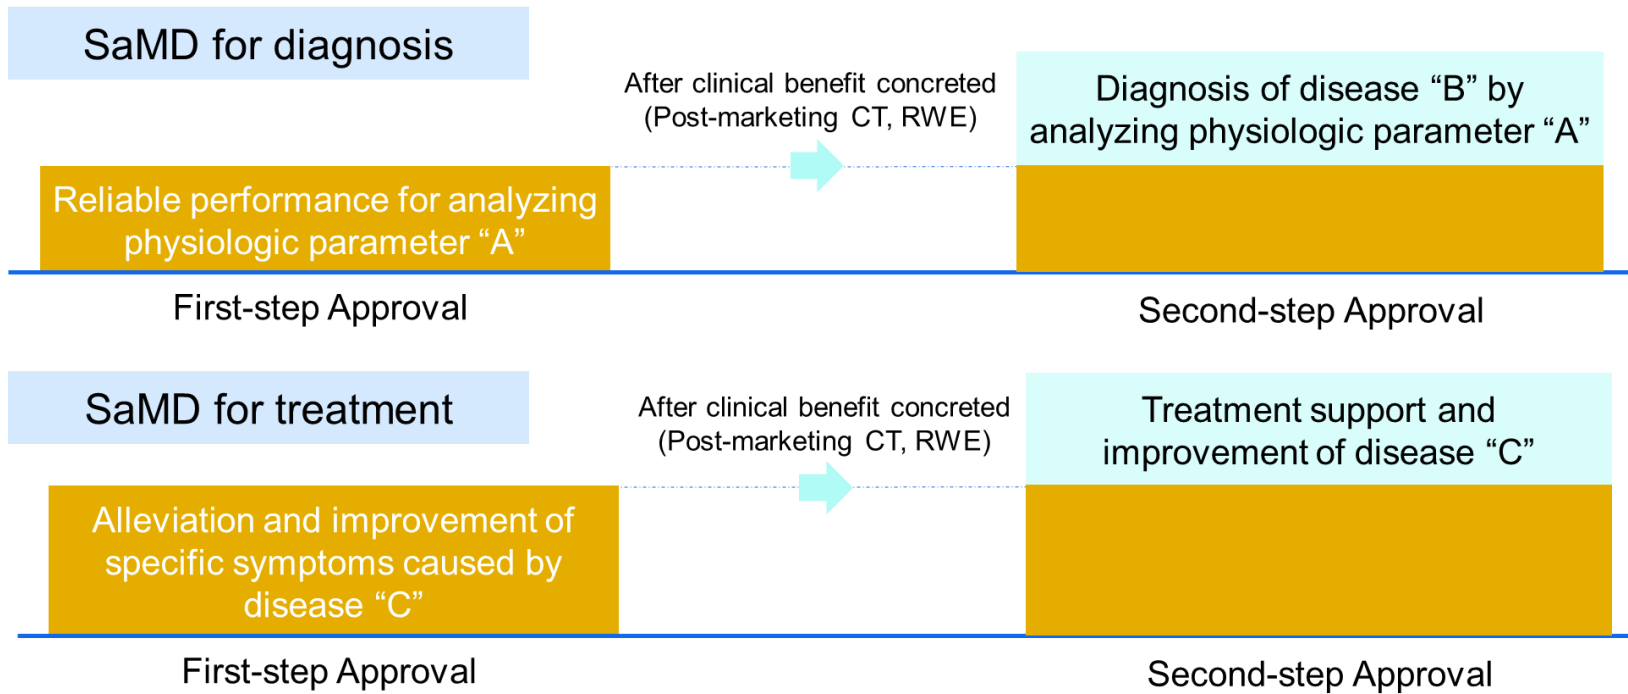 SaMD for diagnosis
After clinical benefit concreted
(Post-marketing CT, RWE)
Diagnosis of disease “B” by
analyzing physiologic parameter “A”
Reliable performance for analyzing
physiologic parameter “A”
First-step Approval
Second-step Approval
SaMD for treatment
After clinical benefit concreted
(Post-marketing CT, RWE)
Treatment support and
improvement of disease “C”
Alleviation and improvement of
specific symptoms caused by
disease “C”
First-step Approval
Second-step Approval